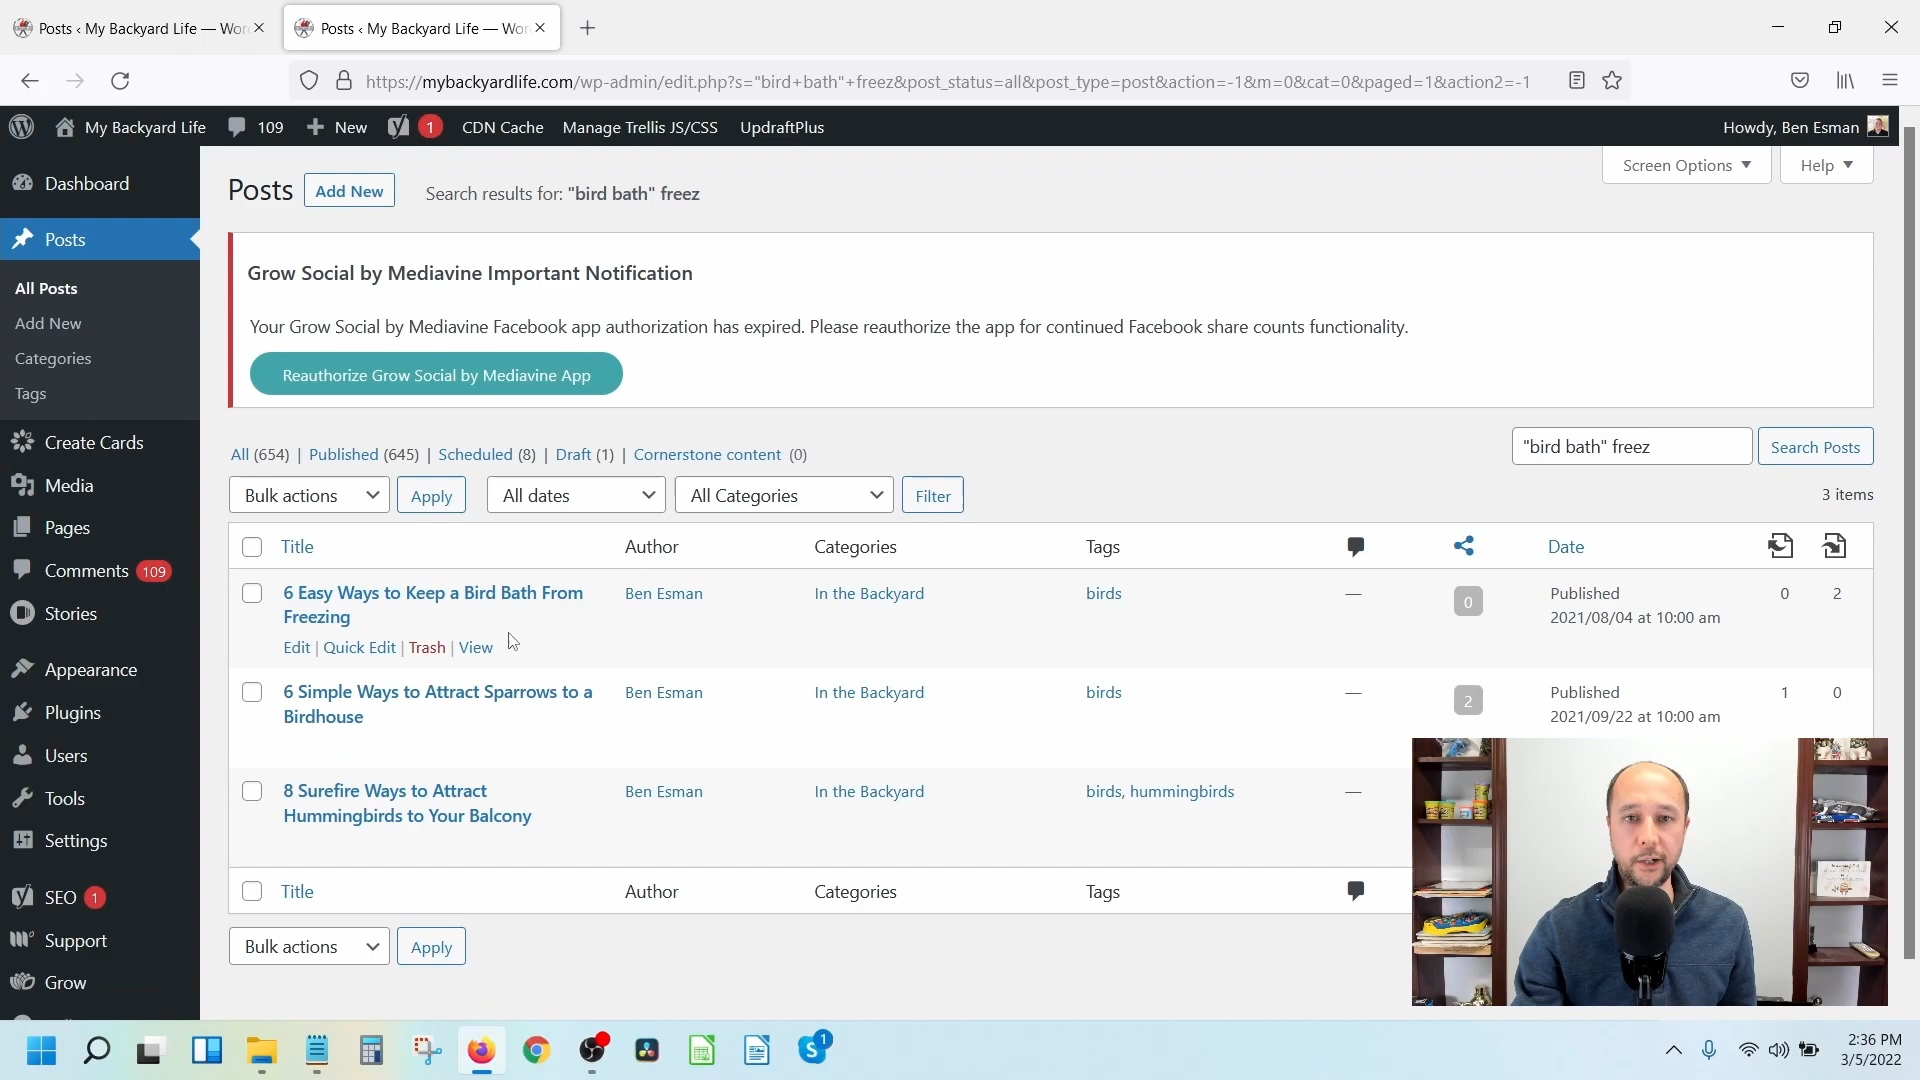 Posts ‹ My Backyard Life — Wor
Posts ‹ My Backyard Life — Wor
https://mybackyardlife.com/wp-admin/edit.php?s="bird+bath"+freez&post_status=all&post_type=post&action=-1&m=0&cat=0&paged=1&action2=-1
My Backyard Life 109 New 1 CDN Cache Manage Trellis JS/CSS UpdraftPlus Howdy, Ben Esman
Screen Options Help
Dashboard
Posts
All Posts
Add New
Categories
Tags
Create Cards
Media
Pages
Comments 109
Stories
Appearance
Plugins
Users
Tools
Settings
SEO 1
Support
Grow
Posts Add New Search results for: "bird bath" freez
Grow Social by Mediavine Important Notification
Your Grow Social by Mediavine Facebook app authorization has expired. Please reauthorize the app for continued Facebook share counts functionality.
Reauthorize Grow Social by Mediavine App
All (654) | Published (645) | Scheduled (8) | Draft (1) | Cornerstone content (0)
"bird bath" freez Search Posts
Bulk actions Apply All dates All Categories Filter 3 items
Title Author Categories Tags Date
6 Easy Ways to Keep a Bird Bath From Ben Esman In the Backyard birds — 0 Published 0 2
Freezing 2021/08/04 at 10:00 am
Edit | Quick Edit | Trash | View
6 Simple Ways to Attract Sparrows to a Ben Esman In the Backyard birds — 2 Published 1 0
Birdhouse 2021/09/22 at 10:00 am
8 Surefire Ways to Attract Ben Esman In the Backyard birds, hummingbirds —
Hummingbirds to Your Balcony
Title Author Categories Tags
Bulk actions Apply
1
2:36 PM
3/5/2022